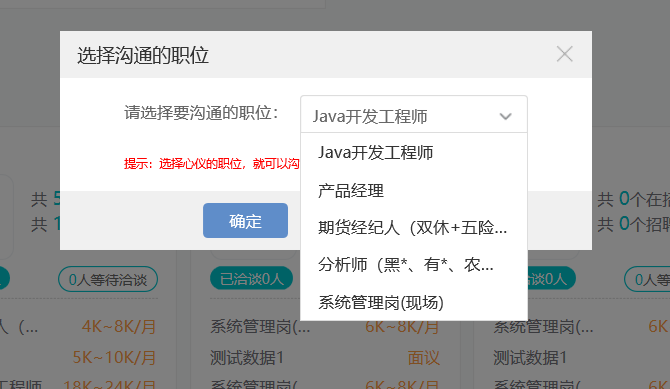 选择沟通的职位
请选择要沟通的职位：
Java开发工程师
Java开发工程师
产品经理
期货经纪人（双休+五险...
分析师（黑*、有*、农...
系统管理岗(现场)
提示：选择心仪的职位，就可以沟
确定
共 5
共 1
共 0个在招
共 0个招聘
0人等待洽谈
已洽谈0人
洽谈0人
0人等
人（...
4K~8K/月
系统管理岗(...
6K~8K/月
系统管理岗(...
6K
5K~10K/月
测试数据1
面议
测试数据1
工程师
18K~24K/月
系统管理岗(...
6K~8K/月
系统管理岗(...
6K